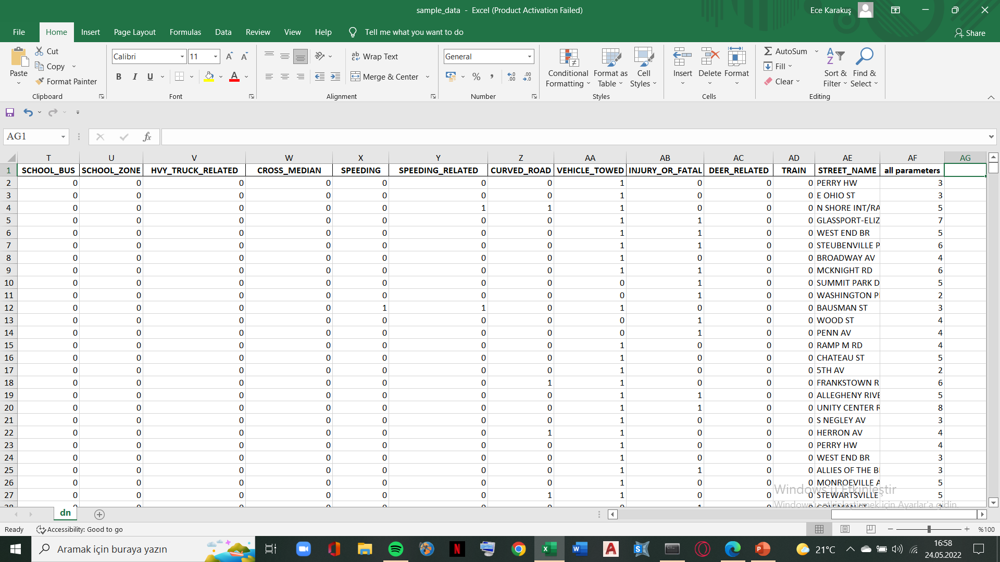 sample_data - Excel (Product Activation Failed)
Ece Karakuş
File Home Insert Page Layout Formulas Data Review View Help Tell me what you want to do
Share
Paste
Cut
Copy
Format Painter
Clipboard
Calibri 11
B I U
Font
Wrap Text
Merge & Center
Alignment
General
Number
Conditional Formatting
Format as Table
Cell Styles
Styles
Insert Delete Format
Cells
AutoSum
Fill
Clear
Sort & Filter
Find & Select
Editing
AG1
fx
T U V W X Y Z AA AB AC AD AE AF AG
1 SCHOOL_BUS SCHOOL_ZONE HVY_TRUCK_RELATED CROSS_MEDIAN SPEEDING SPEEDING_RELATED CURVED_ROAD VEHICLE_TOWED INJURY_OR_FATAL DEER_RELATED TRAIN STREET_NAME all parameters
2 0 0 0 0 0 0 0 1 0 0 0 PERRY HW 3
3 0 0 0 0 0 0 0 1 0 0 0 E OHIO ST 3
4 0 0 0 0 0 1 1 1 0 0 0 N SHORE INT/RA 5
5 0 0 0 0 0 0 0 1 1 0 0 GLASSPORT-ELIZ 7
6 0 0 0 0 0 0 0 1 1 0 0 WEST END BR 5
7 0 0 0 0 0 0 0 1 1 0 0 STEUBENVILLE P 6
8 0 0 0 0 0 0 0 1 0 0 0 BROADWAY AV 4
9 0 0 0 0 0 0 0 1 1 0 0 MCKNIGHT RD 6
10 0 0 0 0 0 0 0 0 1 0 0 SUMMIT PARK D 5
11 0 0 0 0 0 0 0 0 1 0 0 WASHINGTON P 2
12 0 0 0 0 1 1 0 1 0 0 0 BAUSMAN ST 3
13 0 0 0 0 0 0 0 0 1 0 0 WOOD ST 4
14 0 0 0 0 0 0 0 0 1 0 0 PENN AV 4
15 0 0 0 0 0 0 0 1 0 0 0 RAMP M RD 4
16 0 0 0 0 0 0 0 1 0 0 0 CHATEAU ST 5
17 0 0 0 0 0 0 0 1 0 0 0 5TH AV 2
18 0 0 0 0 0 0 1 1 0 0 0 FRANKSTOWN R 6
19 0 0 0 0 0 0 0 1 1 0 0 ALLEGHENY RIVE 5
20 0 0 0 0 0 0 0 1 1 0 0 UNITY CENTER R 8
21 0 0 0 0 0 0 0 1 0 0 0 S NEGLEY AV 3
22 0 0 0 0 0 0 1 1 0 0 0 HERRON AV 4
23 0 0 0 0 0 0 0 1 0 0 0 PERRY HW 4
24 0 0 0 0 0 0 0 1 0 0 0 WEST END BR 3
25 0 0 0 0 0 0 0 1 1 0 0 ALLIES OF THE B 3
26 0 0 0 0 0 0 0 1 0 0 0 MONROEVILLE A 5
27 0 0 0 0 0 0 1 1 0 0 0 STEWARTSVILLE 5
Windows'u Etkinleştir
Windows'u etkinleştirmek için Ayarlar'a gidin.
dn
Ready Accessibility: Good to go
%100
Aramak için buraya yazın
21°C
16:58
24.05.2022